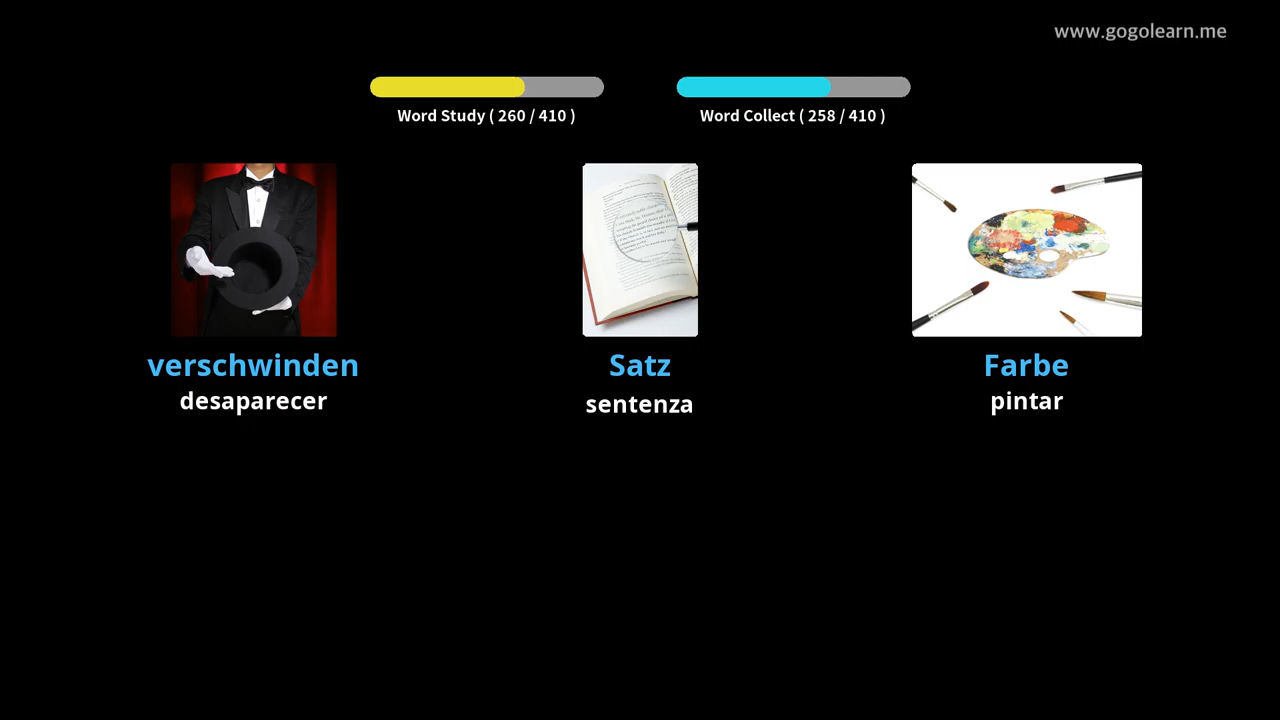 www.gogolearn.me
Word Study ( 260 / 410 )
Word Collect ( 258 / 410 )
verschwinden
desaparecer
Satz
sentenza
Farbe
pintar